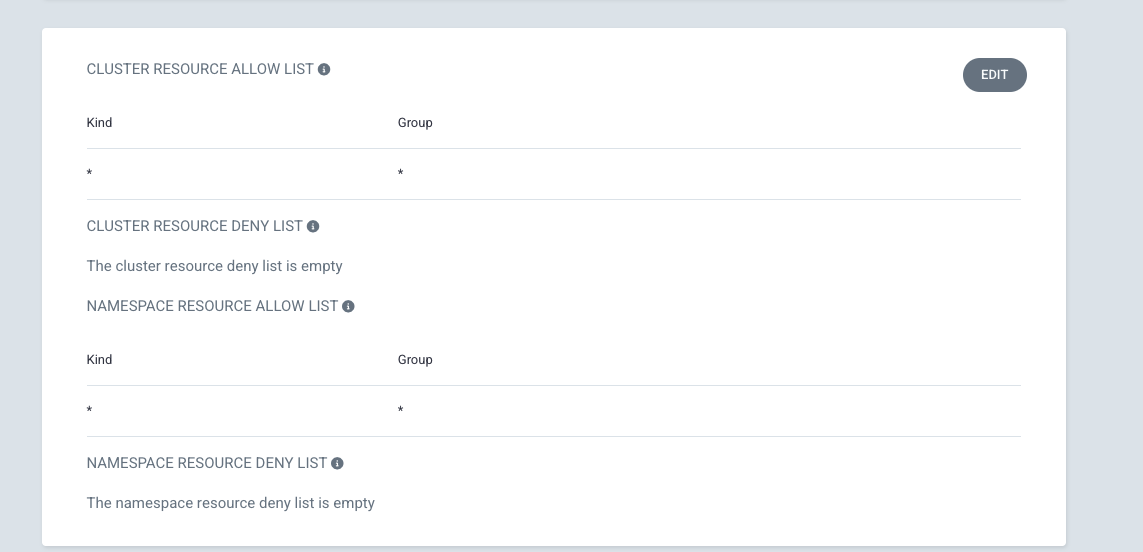 CLUSTER RESOURCE ALLOW LIST
EDIT
Kind Group
* *
CLUSTER RESOURCE DENY LIST
The cluster resource deny list is empty
NAMESPACE RESOURCE ALLOW LIST
Kind Group
* *
NAMESPACE RESOURCE DENY LIST
The namespace resource deny list is empty